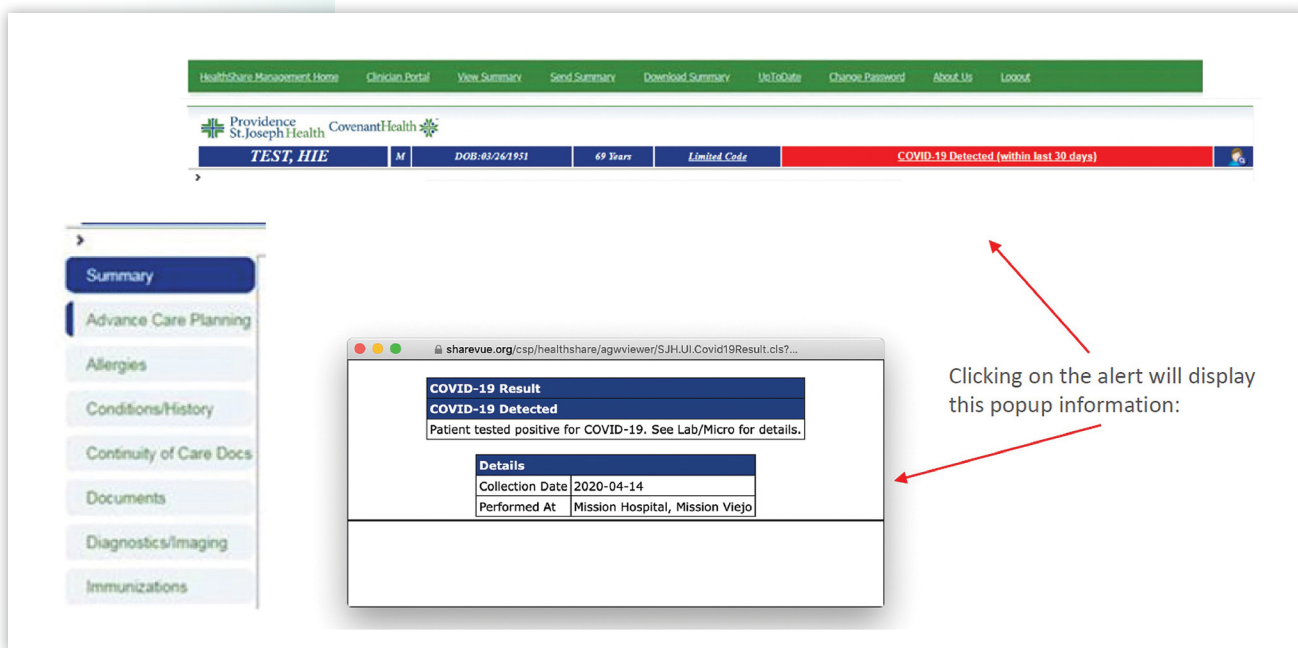 HealthShare Management Home Clinician Portal View Summary Send Summary Download Summary UpToDate Change Password About Us Logout
Providence
St.Joseph Health CovenantHealth
TEST, HIE M DOB:03/26/1951 69 Years Limited Code COVID-19 Detected (within last 30 days)
Summary
Advance Care Planning
Allergies
Conditions/History
Continuity of Care Docs
Documents
Diagnostics/Imaging
Immunizations
sharevue.org/csp/healthshare/agwviewer/SJH.UI.Covid19Result.cls?...
COVID-19 Result
COVID-19 Detected
Patient tested positive for COVID-19. See Lab/Micro for details.
Details
Collection Date 2020-04-14
Performed At Mission Hospital, Mission Viejo
Clicking on the alert will display
this popup information: